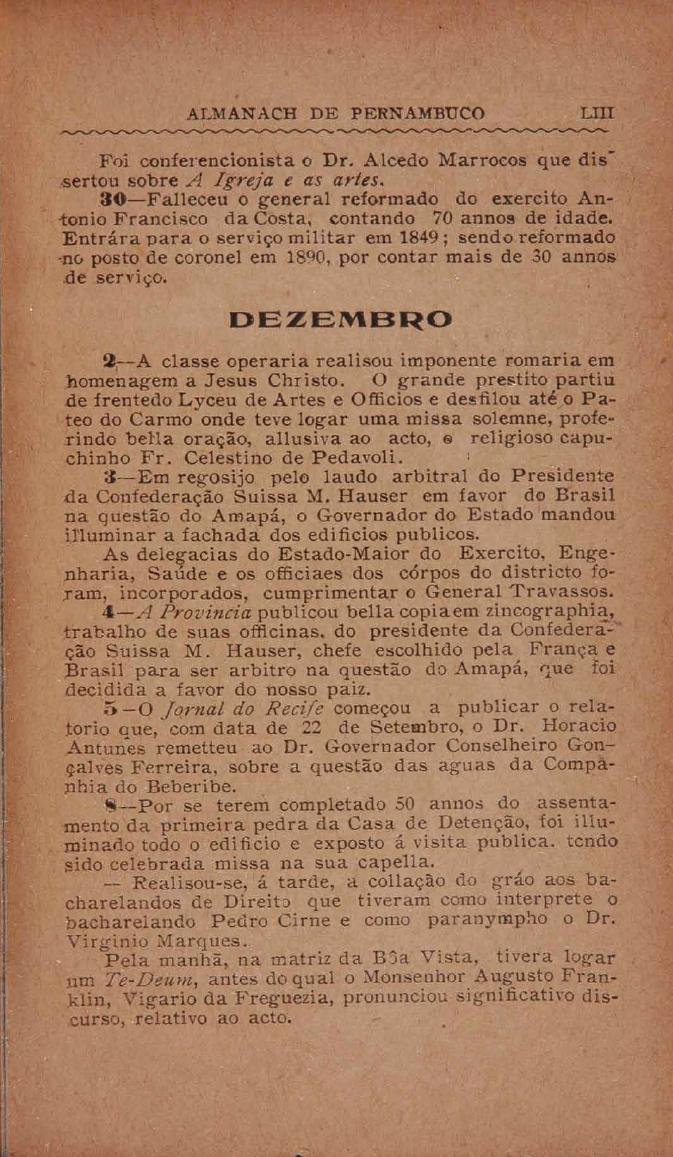 ALMANACH DE PERNAMBUCO LIII
Foi conferencionista o Dr. Alcedo Marrocos que dis-
sertou sobre A Igreja e as artes.
30—Falleceu o general reformado do exercito An-
tonio Francisco da Costa, contando 70 annos de idade.
Entrára para o serviço militar em 1849; sendo reformado
no posto de coronel em 1890, por contar mais de 30 annos
de serviço.
DEZEMBRO
2—A classe operaria realisou imponente romaria em
homenagem a Jesus Christo. O grande prestito partiu
de frentedo Lyceu de Artes e Officios e desfilou até o Pa-
teo do Carmo onde teve logar uma missa solemne, profe-
rindo bella oração, allusiva ao acto, o religioso capu-
chinho Fr. Celestino de Pedavoli.
3—Em regosijo pelo laudo arbitral do Presidente
da Confederação Suissa M. Hauser em favor do Brasil
na questão do Amapá, o Governador do Estado mandou
illuminar a fachada dos edificios publicos.
As delegacias do Estado-Maior do Exercito, Enge-
nharia, Saúde e os officiaes dos córpos do districto fo-
ram, incorporados, cumprimentar o General Travassos.
4—A Provincia publicou bella copia em zincographia,
trabalho de suas officinas, do presidente da Confedera-
ção Suissa M. Hauser, chefe escolhido pela França e
Brasil para ser arbitro na questão do Amapá, que foi
decidida a favor do nosso paiz.
5—O Jornal do Recife começou a publicar o rela-
torio que, com data de 22 de Setembro, o Dr. Horacio
Antunes remetteu ao Dr. Governador Conselheiro Gon-
çalves Ferreira, sobre a questão das aguas da Compa-
nhia do Beberibe.
8—Por se terem completado 50 annos do assenta-
mento da primeira pedra da Casa de Detenção, foi illu-
minado todo o edificio e exposto á visita publica. tendo
sido celebrada missa na sua capella.
— Realisou-se, á tarde, a collação do gráo aos ba-
charelandos de Direito que tiveram como interprete o
bacharelando Pedro Cirne e como paranympho o Dr.
Virginio Marques.
Pela manhã, na matriz da Bôa Vista, tivera logar
um Te-Deum, antes do qual o Monsenhor Augusto Fran-
klin, Vigario da Freguezia, pronunciou significativo dis-
curso, relativo ao acto.